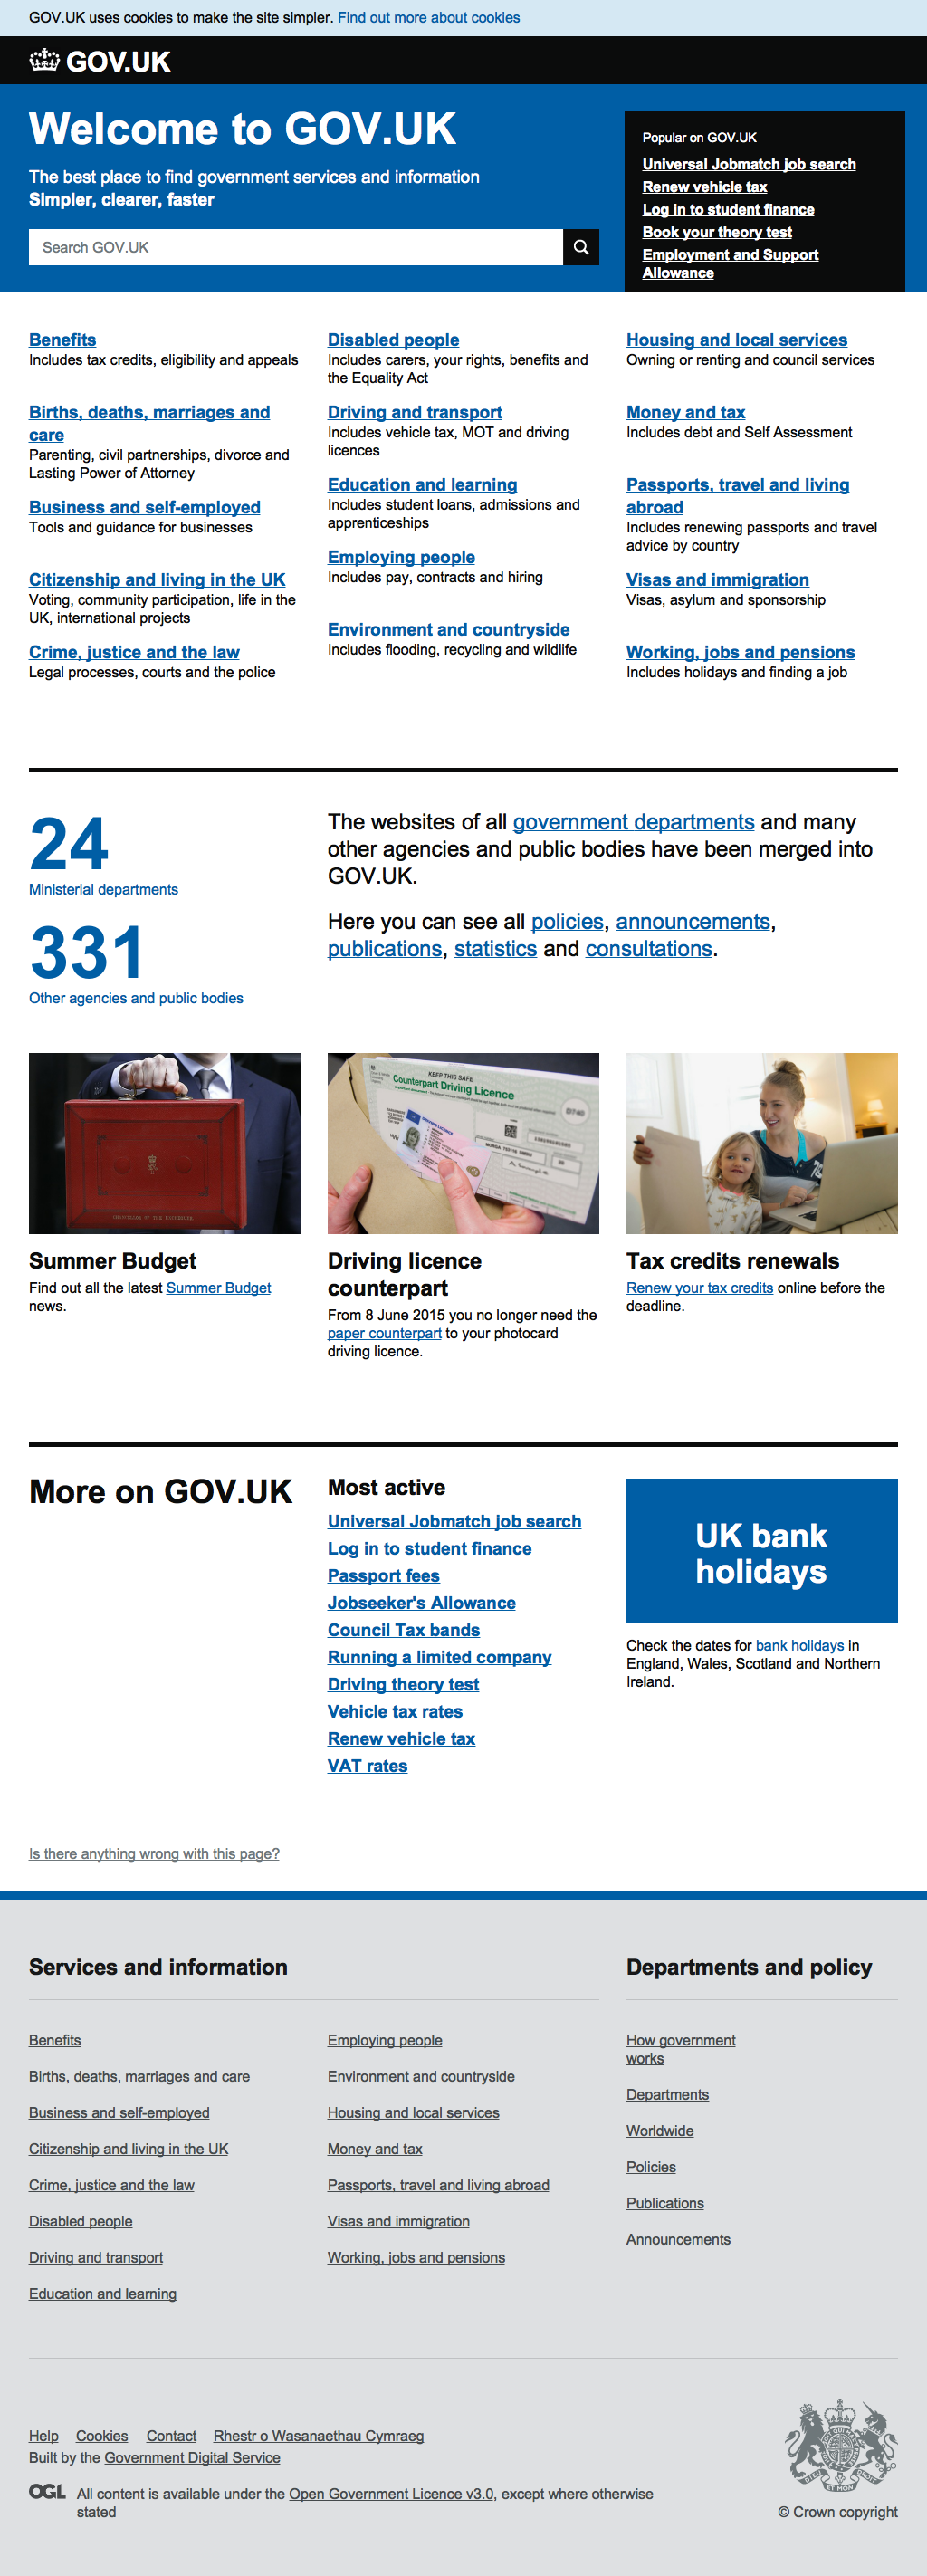 GOV.UK uses cookies to make the site simpler. Find out more about cookies
GOV.UK
Welcome to GOV.UK
The best place to find government services and information
Simpler, clearer, faster
Search GOV.UK
Popular on GOV.UK
Universal Jobmatch job search
Renew vehicle tax
Log in to student finance
Book your theory test
Employment and Support
Allowance
Benefits
Includes tax credits, eligibility and appeals
Births, deaths, marriages and
care
Parenting, civil partnerships, divorce and
Lasting Power of Attorney
Business and self-employed
Tools and guidance for businesses
Citizenship and living in the UK
Voting, community participation, life in the
UK, international projects
Crime, justice and the law
Legal processes, courts and the police
Disabled people
Includes carers, your rights, benefits and
the Equality Act
Driving and transport
Includes vehicle tax, MOT and driving
licences
Education and learning
Includes student loans, admissions and
apprenticeships
Employing people
Includes pay, contracts and hiring
Environment and countryside
Includes flooding, recycling and wildlife
Housing and local services
Owning or renting and council services
Money and tax
Includes debt and Self Assessment
Passports, travel and living
abroad
Includes renewing passports and travel
advice by country
Visas and immigration
Visas, asylum and sponsorship
Working, jobs and pensions
Includes holidays and finding a job
24
Ministerial departments
331
Other agencies and public bodies
The websites of all government departments and many
other agencies and public bodies have been merged into
GOV.UK.
Here you can see all policies, announcements,
publications, statistics and consultations.
KEEP THIS SAFE
Counterpart Driving Licence
Summer Budget
Find out all the latest Summer Budget
news.
Driving licence
counterpart
From 8 June 2015 you no longer need the
paper counterpart to your photocard
driving licence.
Tax credits renewals
Renew your tax credits online before the
deadline.
More on GOV.UK
Most active
Universal Jobmatch job search
Log in to student finance
Passport fees
Jobseeker's Allowance
Council Tax bands
Running a limited company
Driving theory test
Vehicle tax rates
Renew vehicle tax
VAT rates
UK bank
holidays
Check the dates for bank holidays in
England, Wales, Scotland and Northern
Ireland.
Is there anything wrong with this page?
Services and information
Benefits
Births, deaths, marriages and care
Business and self-employed
Citizenship and living in the UK
Crime, justice and the law
Disabled people
Driving and transport
Education and learning
Employing people
Environment and countryside
Housing and local services
Money and tax
Passports, travel and living abroad
Visas and immigration
Working, jobs and pensions
Departments and policy
How government
works
Departments
Worldwide
Policies
Publications
Announcements
Help Cookies Contact Rhestr o Wasanaethau Cymraeg
Built by the Government Digital Service
OGL All content is available under the Open Government Licence v3.0, except where otherwise
stated
DIEU ET MON DROIT
© Crown copyright